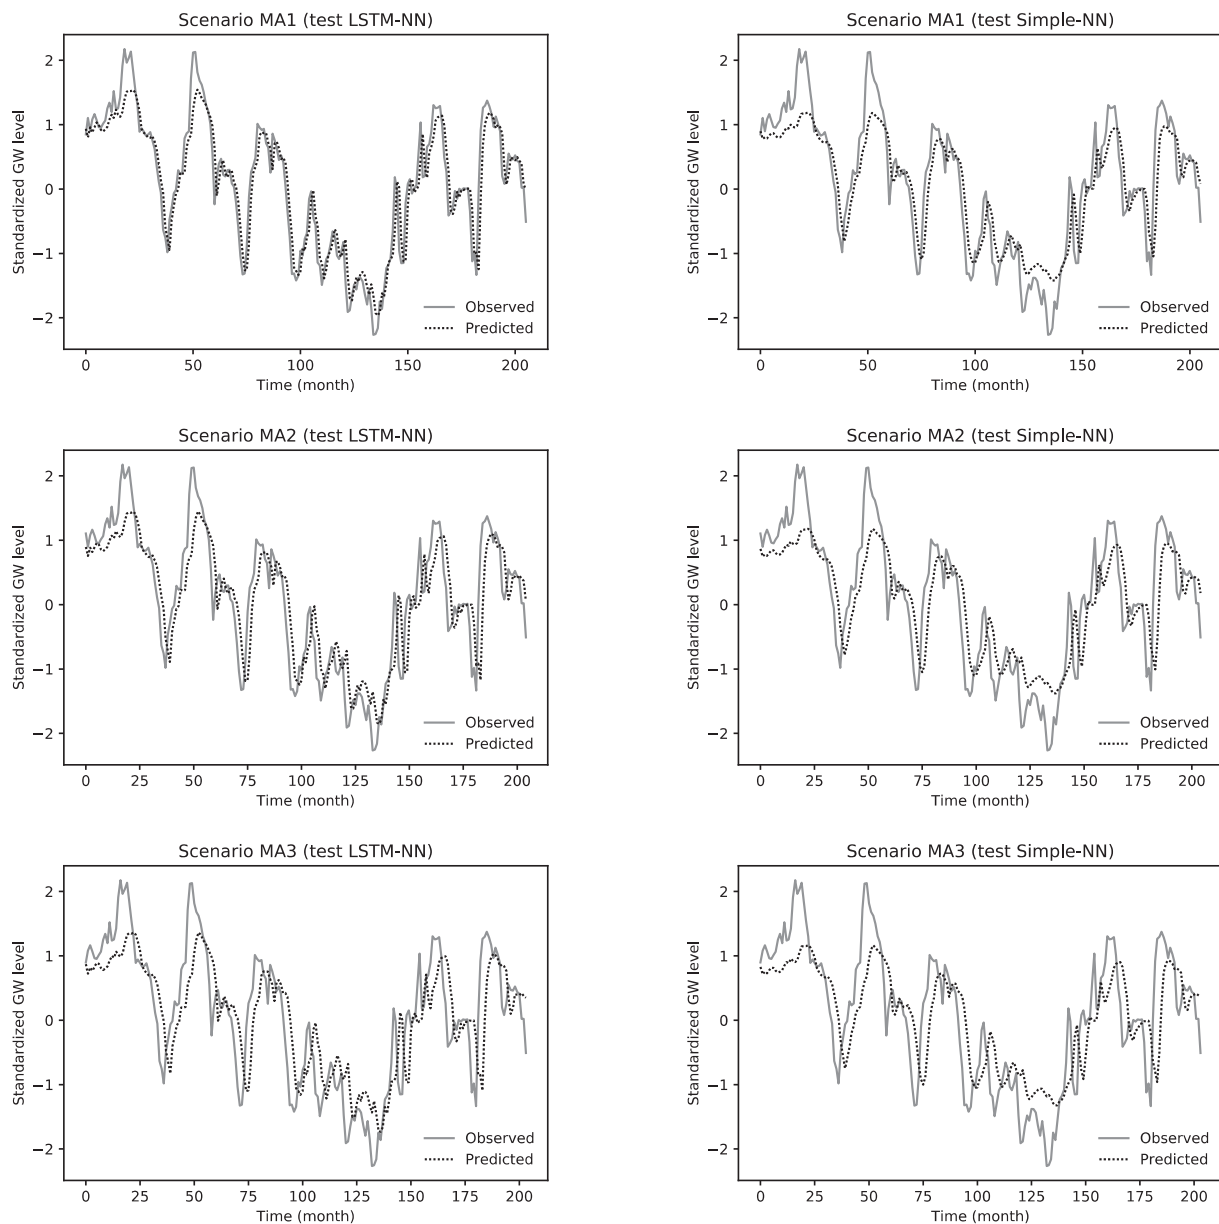 Scenario MA1 (test LSTM-NN)
Standardized GW level
2
1
0
−1
−2
Observed
Predicted
0 50 100 150 200
Time (month)
Scenario MA1 (test Simple-NN)
Standardized GW level
2
1
0
−1
−2
Observed
Predicted
0 50 100 150 200
Time (month)
Scenario MA2 (test LSTM-NN)
Standardized GW level
2
1
0
−1
−2
Observed
Predicted
0 25 50 75 100 125 150 175 200
Time (month)
Scenario MA2 (test Simple-NN)
Standardized GW level
2
1
0
−1
−2
Observed
Predicted
0 25 50 75 100 125 150 175 200
Time (month)
Scenario MA3 (test LSTM-NN)
Standardized GW level
2
1
0
−1
−2
Observed
Predicted
0 25 50 75 100 125 150 175 200
Time (month)
Scenario MA3 (test Simple-NN)
Standardized GW level
2
1
0
−1
−2
Observed
Predicted
0 25 50 75 100 125 150 175 200
Time (month)